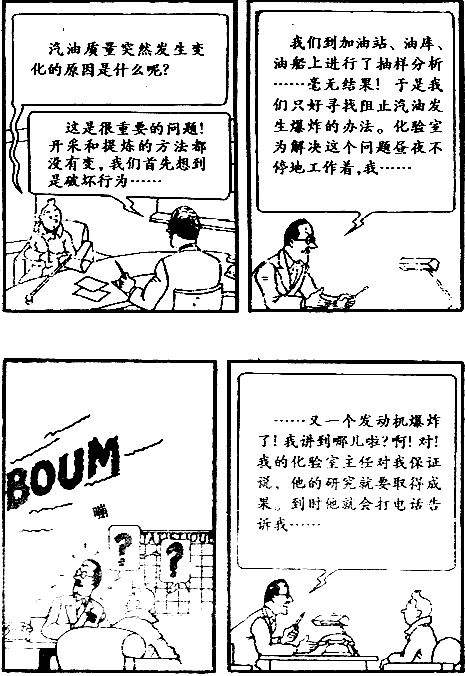 汽油质量突然发生变
化的原因是什么呢？
这是很重要的问题！
开采和提炼的方法都
没有变，我们首先想到
是破坏行为……
我们到加油站、油库、
油船上进行了抽样分析
……毫无结果！于是我
们只好寻找阻止汽油发
生爆炸的办法。化验室
为解决这个问题昼夜不
停地工作着，我……
BOUM
嘣
?
?
……又一个发动机爆炸
了！我讲到哪儿啦？啊！对！
我的化验室主任对我保证
说，他的研究就要取得成
果。到时他就会打电话告
诉我……